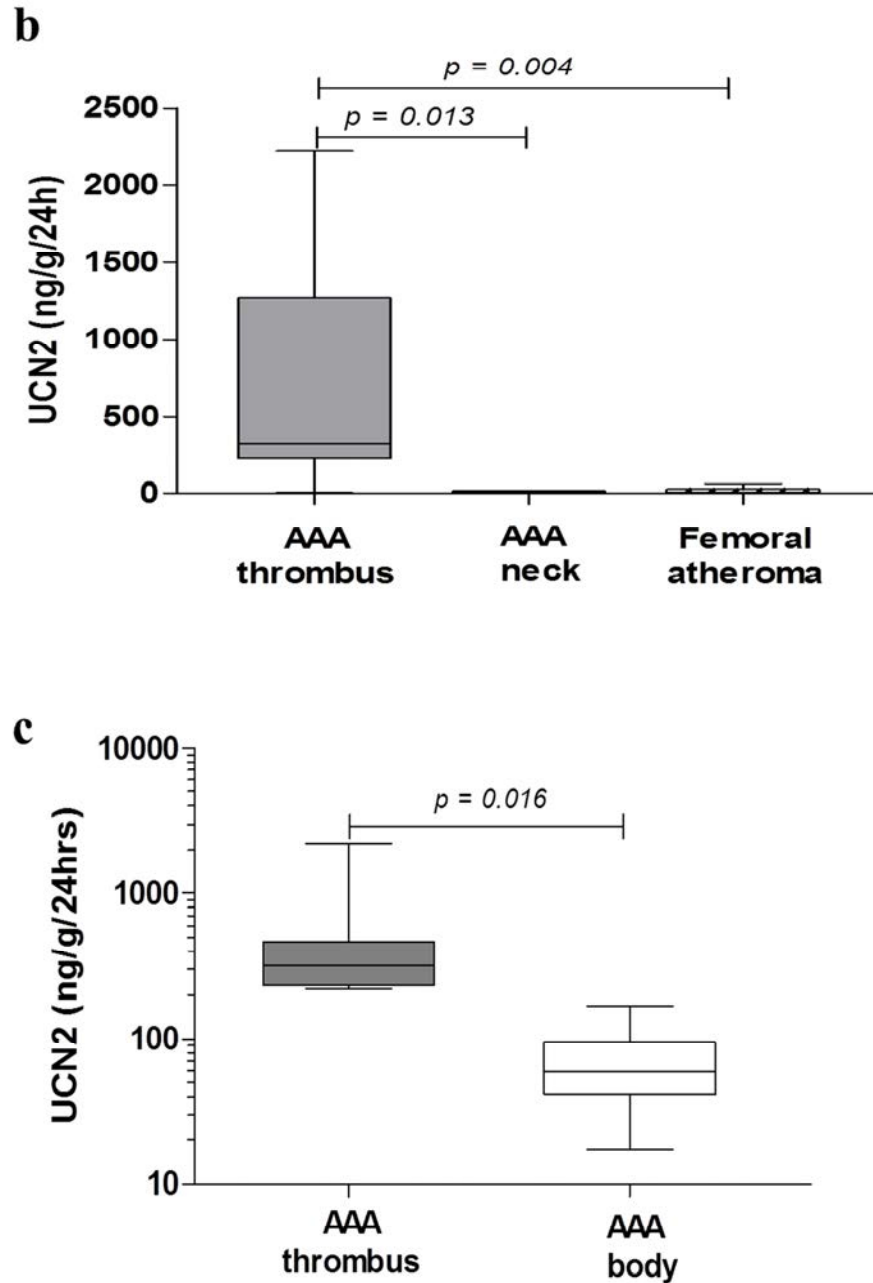 b
p = 0.004
p = 0.013
2500
2000
1500
1000
500
0
UCN2 (ng/g/24h)
AAA
thrombus
AAA
neck
Femoral
atheroma
c
p = 0.016
10000
1000
100
10
UCN2 (ng/g/24hrs)
AAA
thrombus
AAA
body